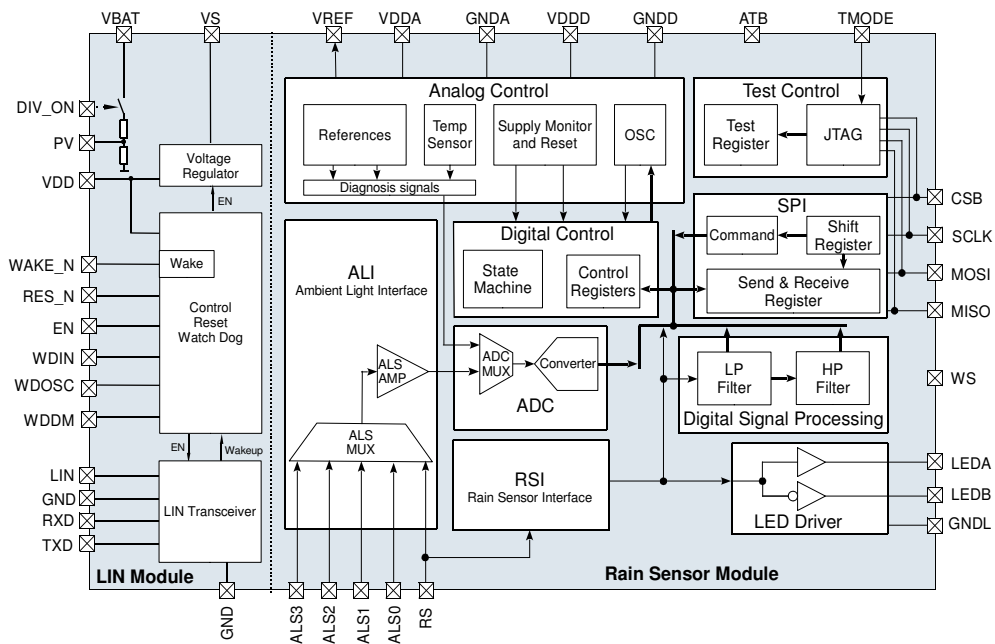 VBAT
VS
VREF
VDDA
GNDA
VDDD
GNDD
ATB
TMODE
DIV_ON
PV
VDD
WAKE_N
RES_N
EN
WDIN
WDOSC
WDDM
LIN
GND
RXD
TXD
Voltage
Regulator
EN
Wake
Control
Reset
Watch Dog
EN
Wakeup
LIN Transceiver
LIN Module
GND
Analog Control
References
Temp
Sensor
Supply Monitor
and Reset
OSC
Diagnosis signals
Test Control
Test
Register
JTAG
ALI
Ambient Light Interface
ALS
AMP
ALS
MUX
Digital Control
State
Machine
Control
Registers
SPI
Command
Shift
Register
Send & Receive
Register
ADC
MUX
Converter
ADC
LP
Filter
HP
Filter
Digital Signal Processing
RSI
Rain Sensor Interface
LED Driver
Rain Sensor Module
CSB
SCLK
MOSI
MISO
WS
LEDA
LEDB
GNDL
ALS3
ALS2
ALS1
ALS0
RS